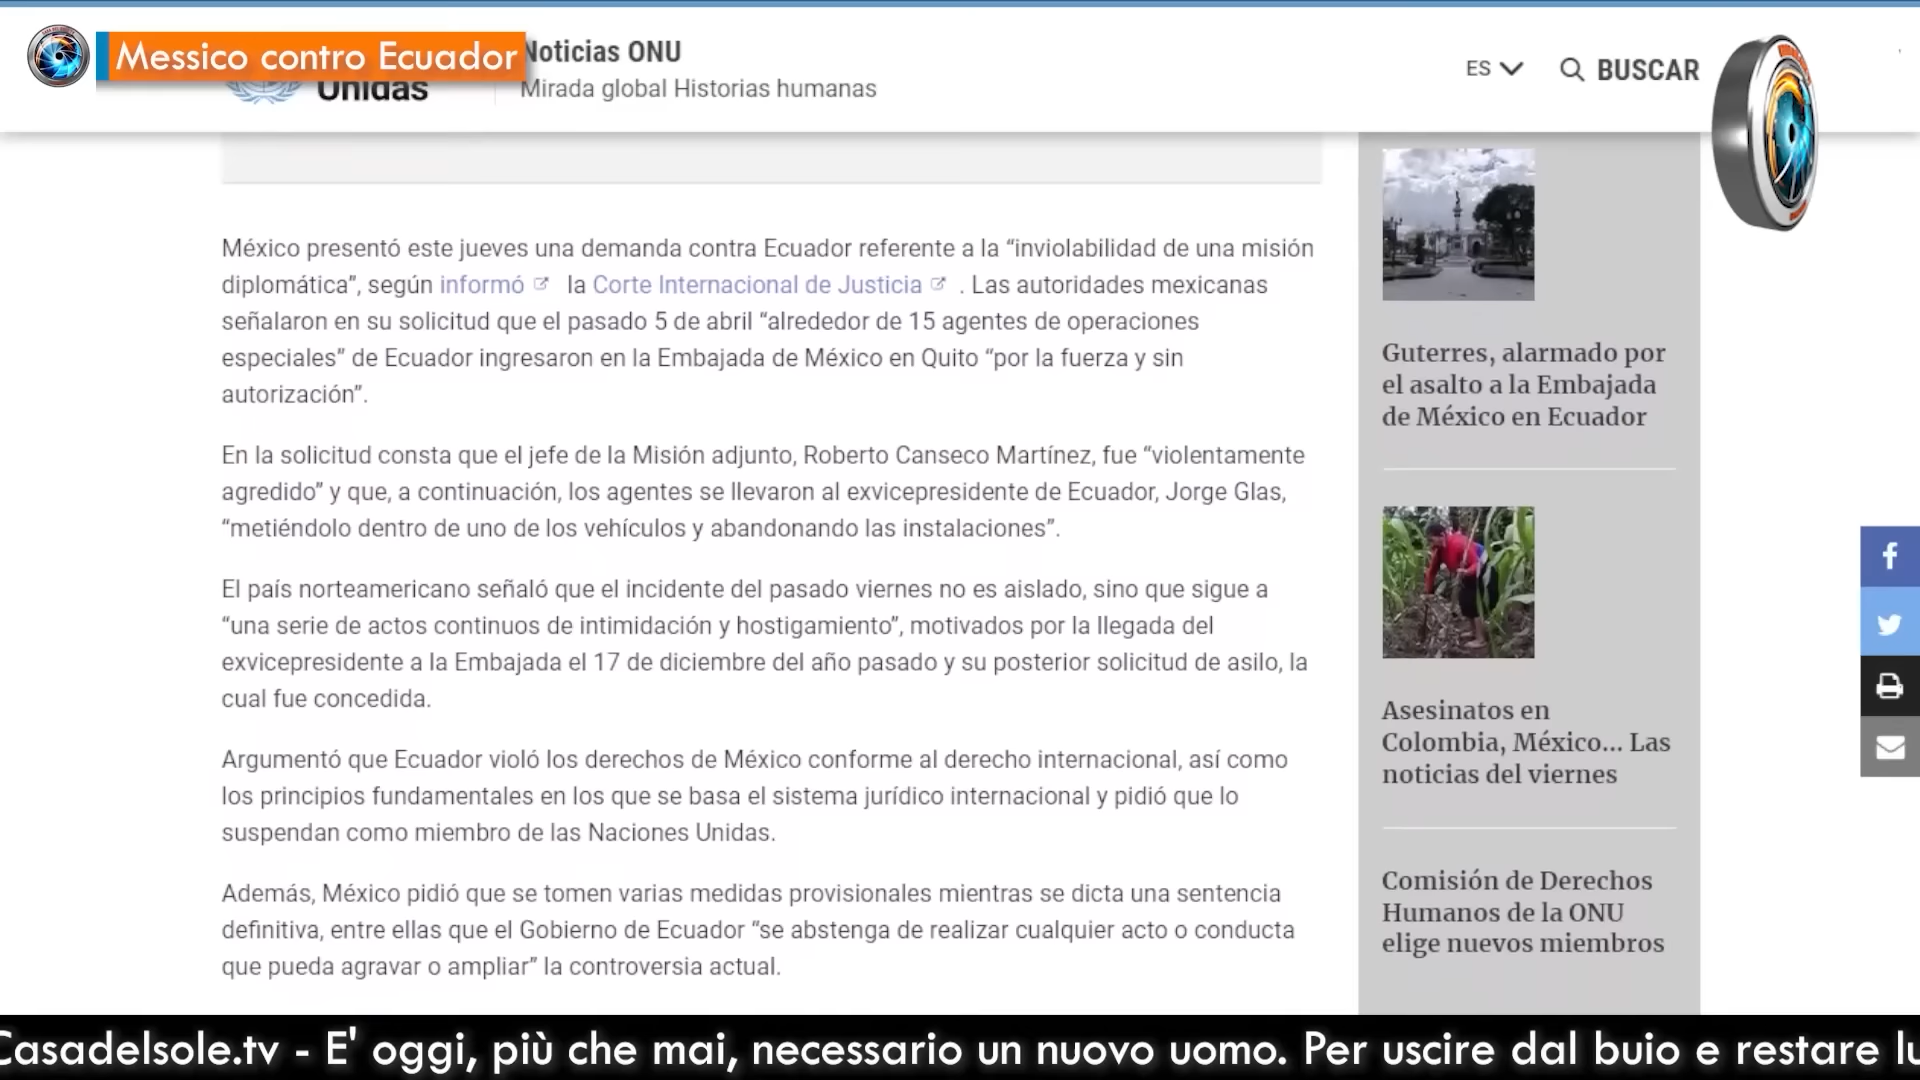 Messico contro Ecuador
Noticias ONU
Unidas
Mirada global Historias humanas
ES
BUSCAR
México presentó este jueves una demanda contra Ecuador referente a la “inviolabilidad de una misión
diplomática”, según informó la Corte Internacional de Justicia . Las autoridades mexicanas
señalaron en su solicitud que el pasado 5 de abril “alrededor de 15 agentes de operaciones
especiales” de Ecuador ingresaron en la Embajada de México en Quito “por la fuerza y sin
autorización”.
En la solicitud consta que el jefe de la Misión adjunto, Roberto Canseco Martínez, fue “violentamente
agredido” y que, a continuación, los agentes se llevaron al exvicepresidente de Ecuador, Jorge Glas,
“metiéndolo dentro de uno de los vehículos y abandonando las instalaciones”.
El país norteamericano señaló que el incidente del pasado viernes no es aislado, sino que sigue a
“una serie de actos continuos de intimidación y hostigamiento”, motivados por la llegada del
exvicepresidente a la Embajada el 17 de diciembre del año pasado y su posterior solicitud de asilo, la
cual fue concedida.
Argumentó que Ecuador violó los derechos de México conforme al derecho internacional, así como
los principios fundamentales en los que se basa el sistema jurídico internacional y pidió que lo
suspendan como miembro de las Naciones Unidas.
Además, México pidió que se tomen varias medidas provisionales mientras se dicta una sentencia
definitiva, entre ellas que el Gobierno de Ecuador “se abstenga de realizar cualquier acto o conducta
que pueda agravar o ampliar” la controversia actual.
Guterres, alarmado por
el asalto a la Embajada
de México en Ecuador
Asesinatos en
Colombia, México... Las
noticias del viernes
Comisión de Derechos
Humanos de la ONU
elige nuevos miembros
Casadelsole.tv - E' oggi, più che mai, necessario un nuovo uomo. Per uscire dal buio e restare lu